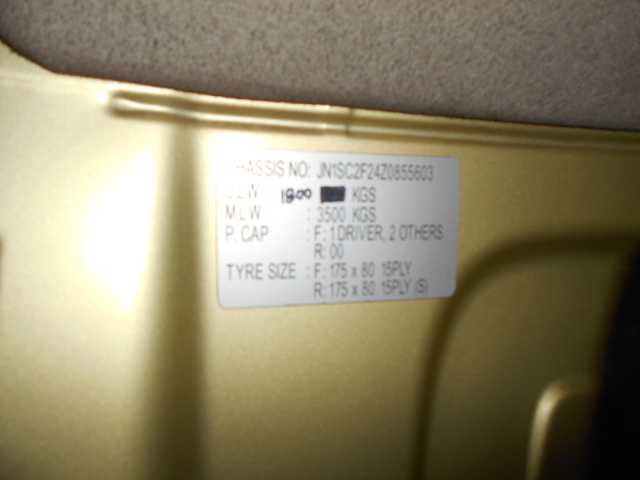 CHASSIS NO: JN1SC2F24Z0855603
U.L.W 1800 KGS
M.L.W : 3500 KGS
P. CAP : F: 1 DRIVER, 2 OTHERS
R: 00
TYRE SIZE : F: 175 x 80 15PLY
R: 175 x 80 15PLY (S)